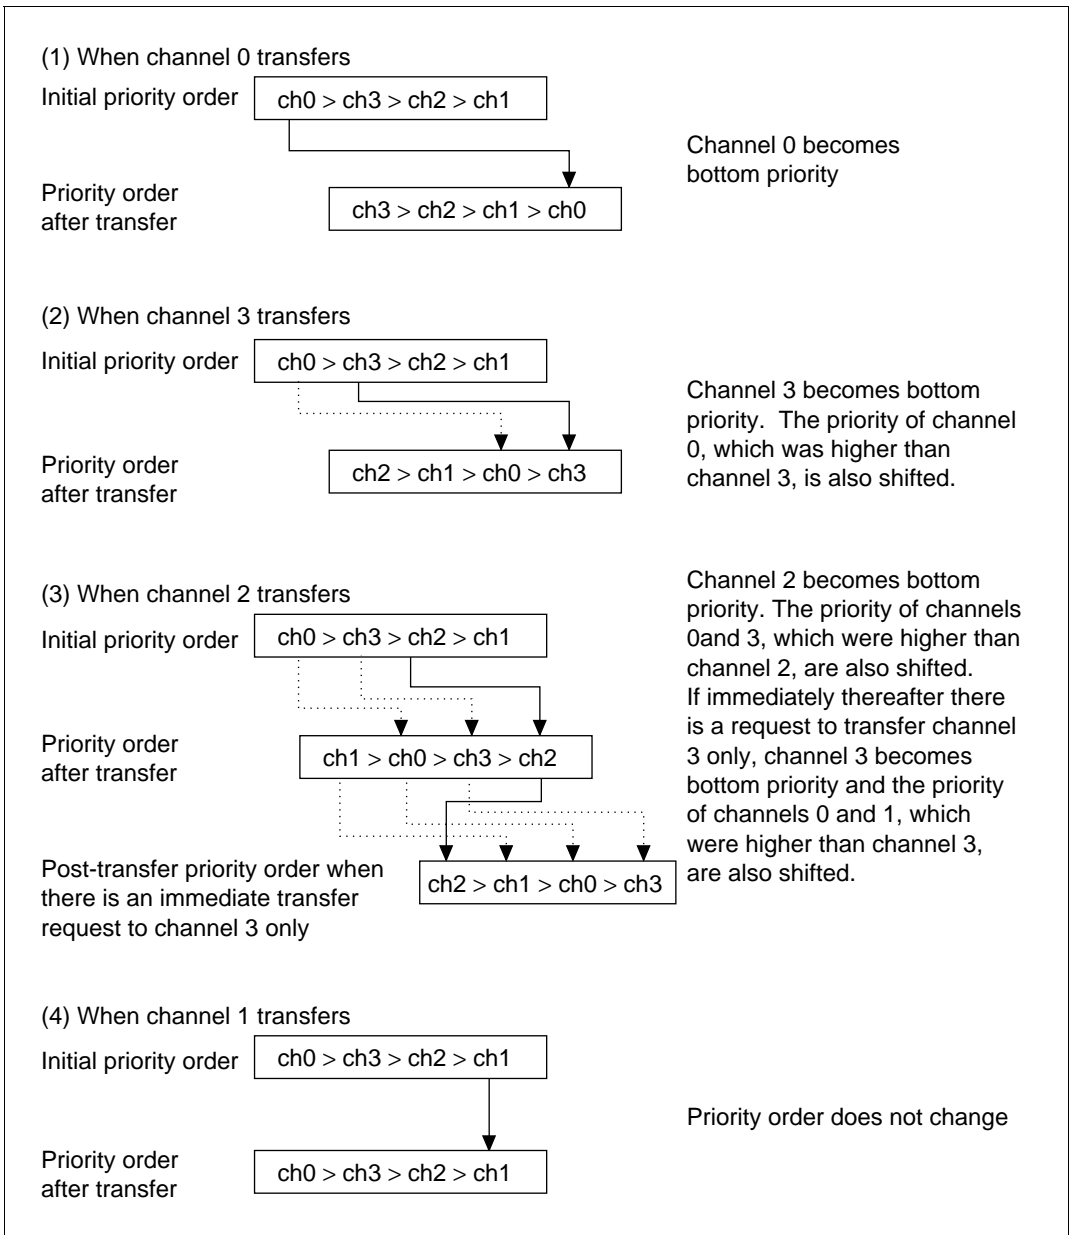 (1) When channel 0 transfers
Initial priority order
ch0 > ch3 > ch2 > ch1
Channel 0 becomes
bottom priority
Priority order
after transfer
ch3 > ch2 > ch1 > ch0
(2) When channel 3 transfers
Initial priority order
ch0 > ch3 > ch2 > ch1
Channel 3 becomes bottom
priority.  The priority of channel
0, which was higher than
channel 3, is also shifted.
Priority order
after transfer
ch2 > ch1 > ch0 > ch3
(3) When channel 2 transfers
Initial priority order
ch0 > ch3 > ch2 > ch1
Channel 2 becomes bottom
priority. The priority of channels
0and 3, which were higher than
channel 2, are also shifted.
If immediately thereafter there
is a request to transfer channel
3 only, channel 3 becomes
bottom priority and the priority
of channels 0 and 1, which
were higher than channel 3,
are also shifted.
Priority order
after transfer
ch1 > ch0 > ch3 > ch2
Post-transfer priority order when
there is an immediate transfer
request to channel 3 only
ch2 > ch1 > ch0 > ch3
(4) When channel 1 transfers
Initial priority order
ch0 > ch3 > ch2 > ch1
Priority order does not change
Priority order
after transfer
ch0 > ch3 > ch2 > ch1